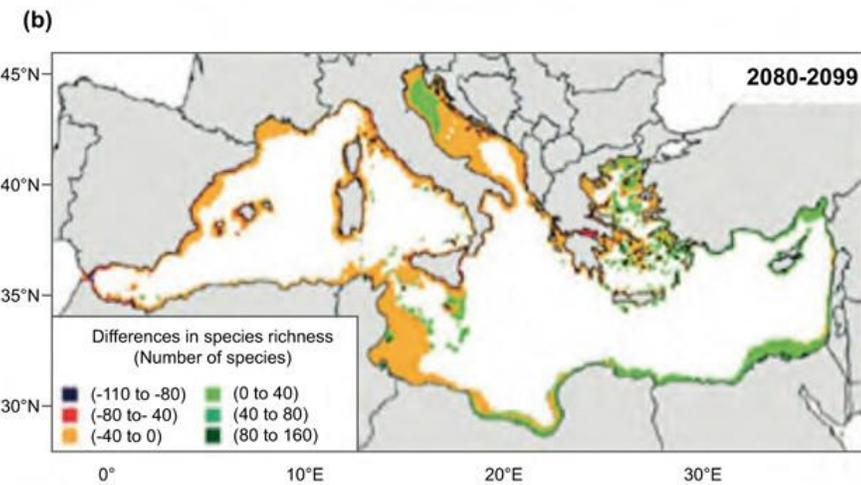 (b)
2080-2099
45°N
40°N
35°N
30°N
Differences in species richness
(Number of species)
(-110 to -80)
(-80 to- 40)
(-40 to 0)
(0 to 40)
(40 to 80)
(80 to 160)
0°
10°E
20°E
30°E